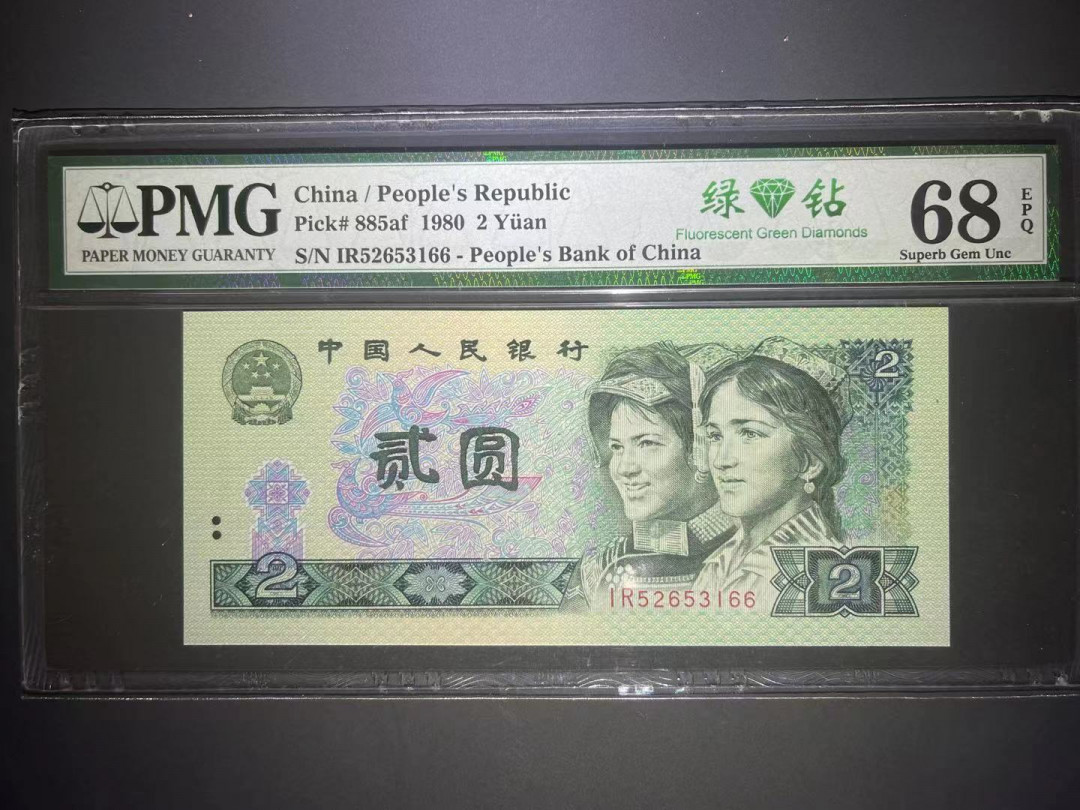 PMG
PAPER MONEY GUARANTY
China / People's Republic
Pick# 885af 1980 2 Yüan
S/N IR52653166 - People's Bank of China
绿 钻
Fluorescent Green Diamonds
68
EPQ
Superb Gem Unc
中国人民银行
2
贰圆
2
IR52653166
2